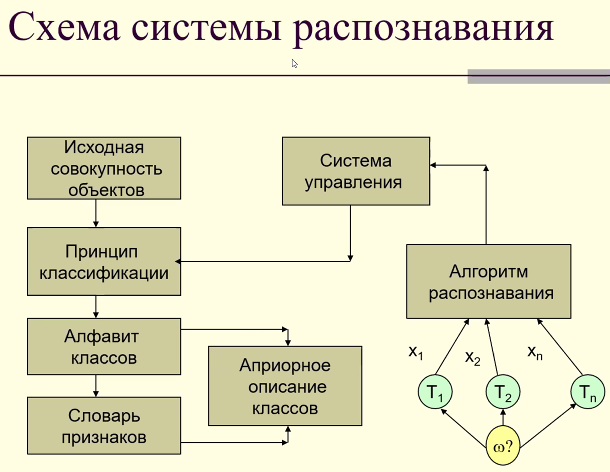 Схема системы распознавания
Исходная
совокупность
объектов
Система
управления
Принцип
классификации
Алгоритм
распознавания
Алфавит
классов
Априорное
описание
классов
Словарь
признаков
x1
x2
xn
T1
T2
Tn
ω?